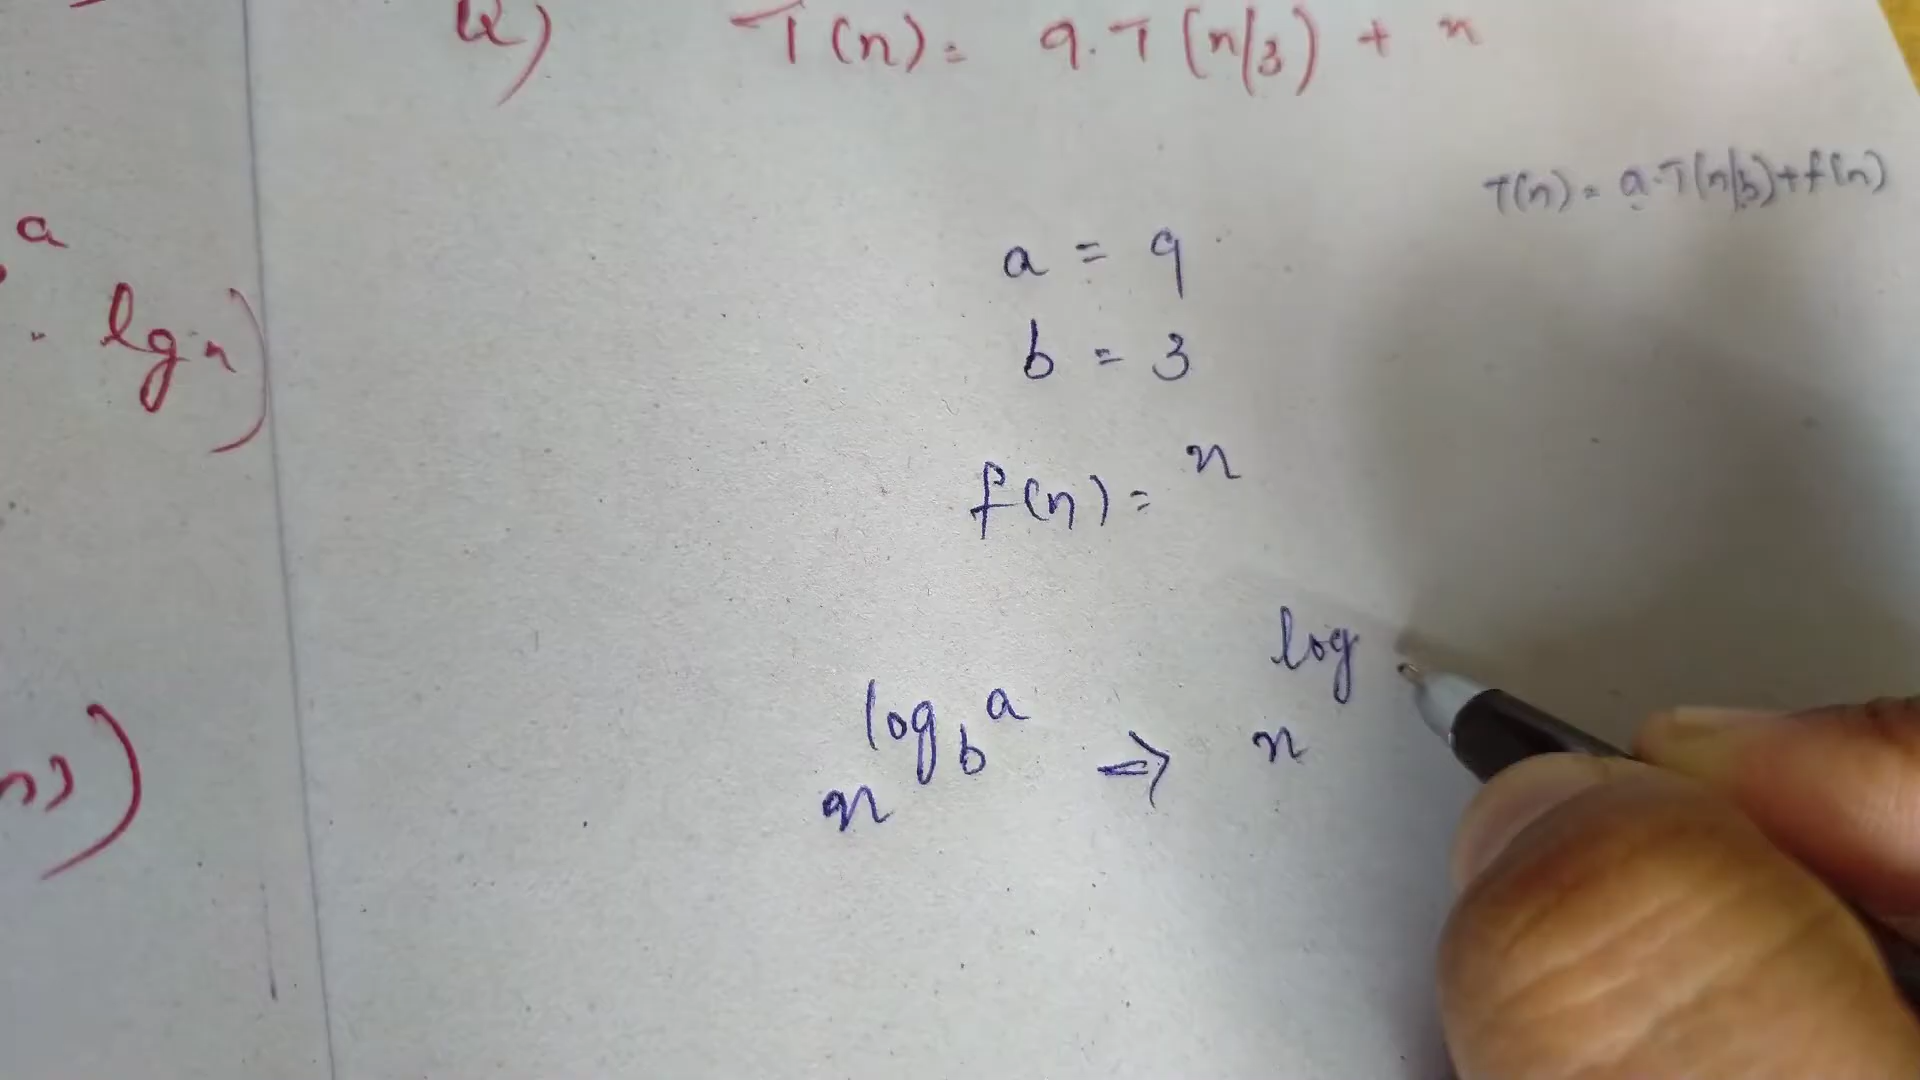 T(n) = 9.T(n/3) + n
T(n) = a.T(n/b)+f(n)
a = 9
b = 3
f(n) = n
n^log_b a ⇒ n^log
a
. lg n)